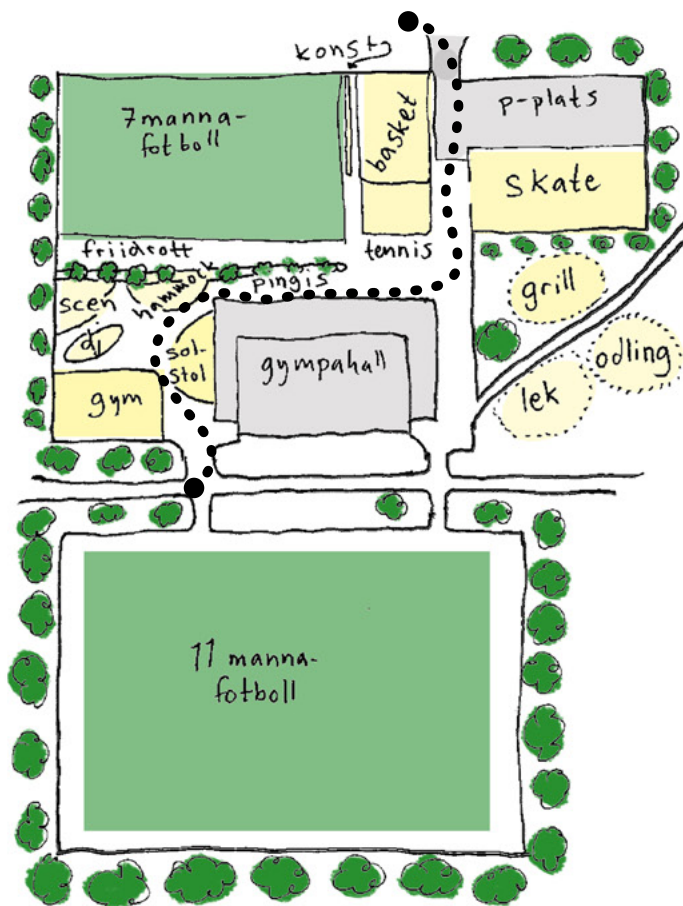 konst
7manna-
fotboll
basket
p-plats
skate
friidrott
tennis
hammock
pingis
scen
dj
sol-
stol
gympahall
gym
grill
odling
lek
11 manna-
fotboll